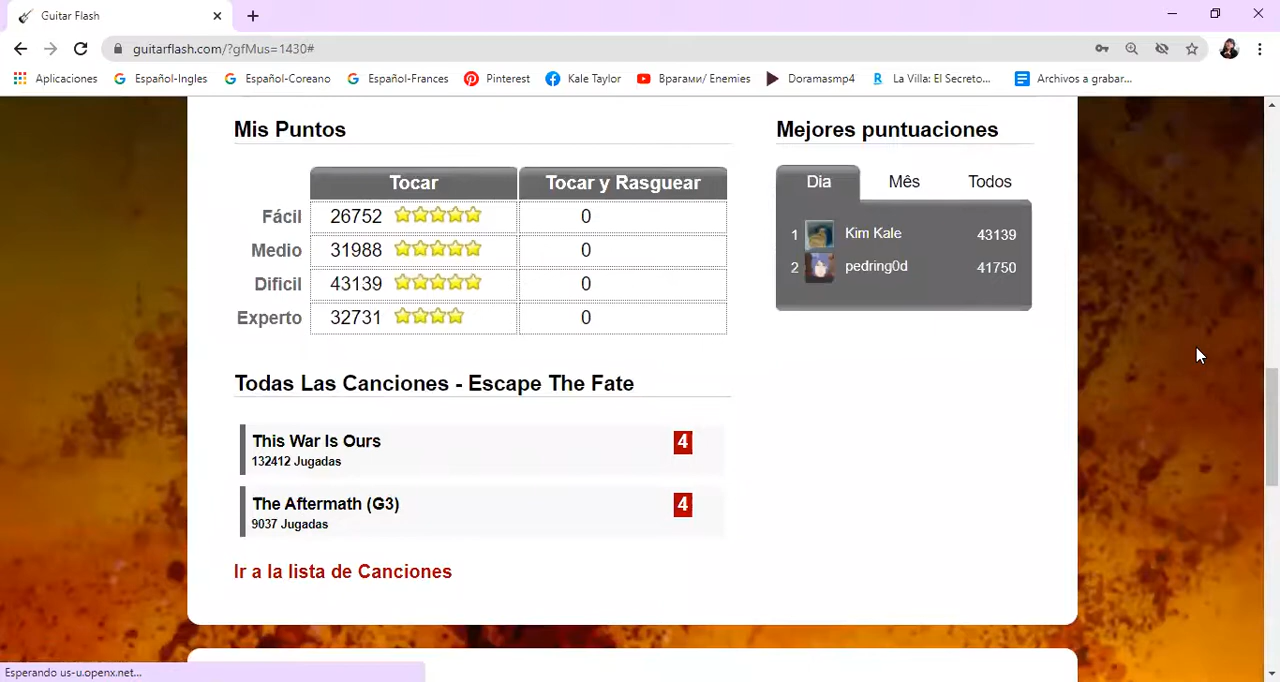 Guitar Flash
guitarflash.com/?gfMus=1430#
Aplicaciones Español-Ingles Español-Coreano Español-Frances Pinterest Kale Taylor Врагами/ Enemies Doramasmp4 La Villa: El Secreto... Archivos a grabar...
Mis Puntos
Tocar Tocar y Rasguear
Fácil 26752 0
Medio 31988 0
Dificil 43139 0
Experto 32731 0
Mejores puntuaciones
Dia Mês Todos
1 Kim Kale 43139
2 pedring0d 41750
Todas Las Canciones - Escape The Fate
This War Is Ours 4
132412 Jugadas
The Aftermath (G3) 4
9037 Jugadas
Ir a la lista de Canciones
Esperando us-u.openx.net...